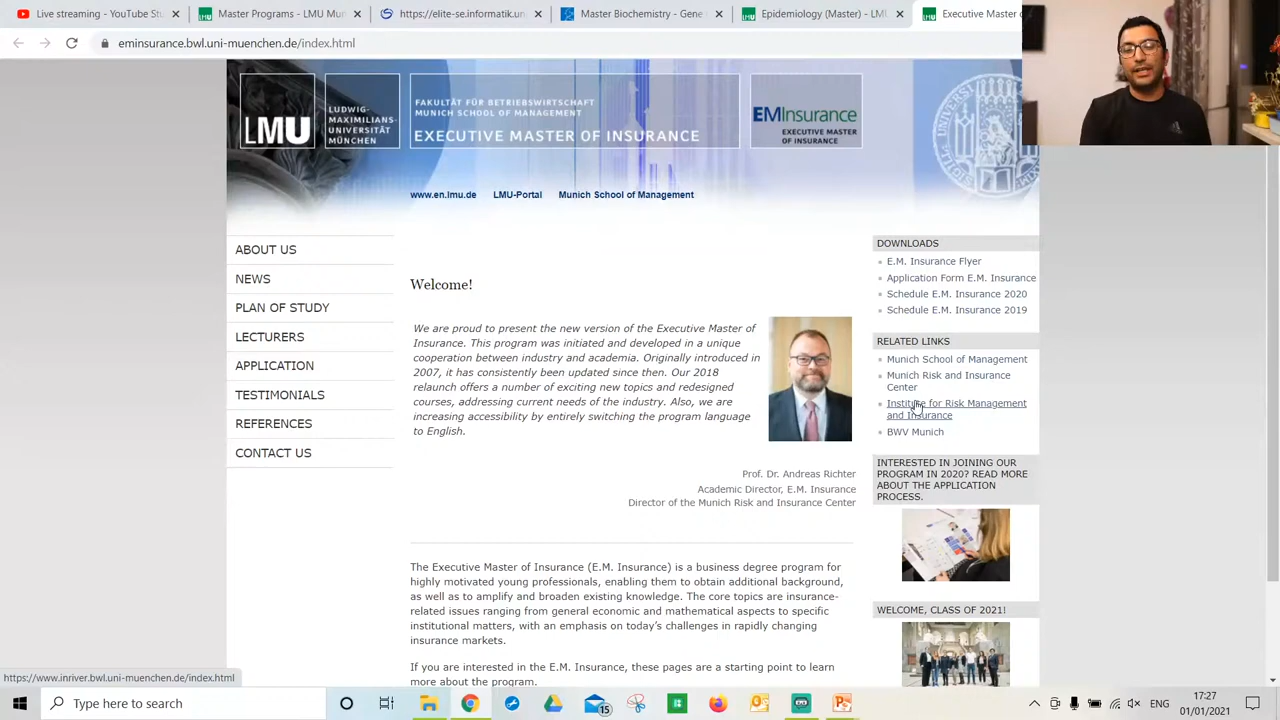 Live streaming - YouTube St
Master Programs - LMU Mun
https://elite-se.informatik.un
Master Biochemistry - Gene
Epidemiology (Master) - LM
Executive Master o
eminsurance.bwl.uni-muenchen.de/index.html
LMU
LUDWIG-
MAXIMILIANS-
UNIVERSITÄT
MÜNCHEN
FAKULTÄT FÜR BETRIEBSWIRTSCHAFT
MUNICH SCHOOL OF MANAGEMENT
EXECUTIVE MASTER OF INSURANCE
EMInsurance
EXECUTIVE MASTER
OF INSURANCE
www.en.lmu.de LMU-Portal Munich School of Management
ABOUT US
NEWS
PLAN OF STUDY
LECTURERS
APPLICATION
TESTIMONIALS
REFERENCES
CONTACT US
Welcome!
We are proud to present the new version of the Executive Master of
Insurance. This program was initiated and developed in a unique
cooperation between industry and academia. Originally introduced in
2007, it has consistently been updated since then. Our 2018
relaunch offers a number of exciting new topics and redesigned
courses, addressing current needs of the industry. Also, we are
increasing accessibility by entirely switching the program language
to English.
Prof. Dr. Andreas Richter
Academic Director, E.M. Insurance
Director of the Munich Risk and Insurance Center
The Executive Master of Insurance (E.M. Insurance) is a business degree program for
highly motivated young professionals, enabling them to obtain additional background,
as well as to amplify and broaden existing knowledge. The core topics are insurance-
related issues ranging from general economic and mathematical aspects to specific
institutional matters, with an emphasis on today's challenges in rapidly changing
insurance markets.
If you are interested in the E.M. Insurance, these pages are a starting point to learn
more about the program.
DOWNLOADS
E.M. Insurance Flyer
Application Form E.M. Insurance
Schedule E.M. Insurance 2020
Schedule E.M. Insurance 2019
RELATED LINKS
Munich School of Management
Munich Risk and Insurance
Center
Institute for Risk Management
and Insurance
BWV Munich
INTERESTED IN JOINING OUR
PROGRAM IN 2020? READ MORE
ABOUT THE APPLICATION
PROCESS.
WELCOME, CLASS OF 2021!
https://www.inriver.bwl.uni-muenchen.de/index.html
Type here to search
15
ENG
17:27
01/01/2021